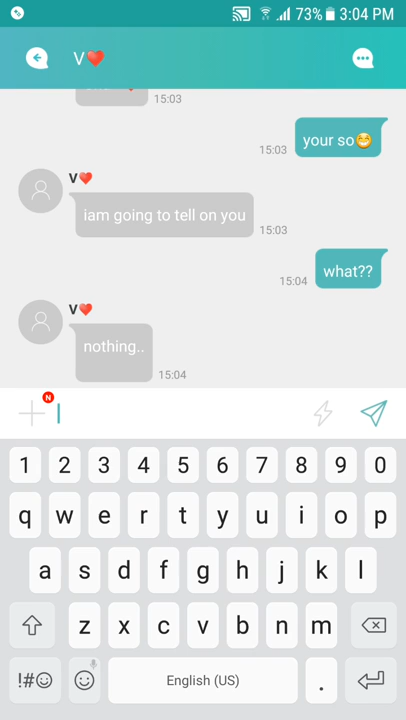 73% 3:04 PM
V❤️
15:03
your so😁
15:03
V❤️
iam going to tell on you
15:03
what??
15:04
V❤️
nothing..
15:04
N
1 2 3 4 5 6 7 8 9 0
q w e r t y u i o p
a s d f g h j k l
z x c v b n m
!#☺ English (US) .